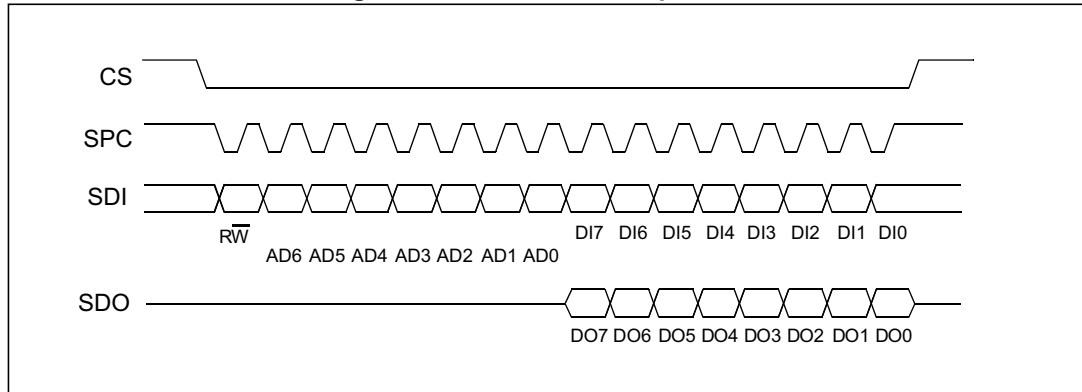 CS
SPC
SDI
RW
DI7 DI6 DI5 DI4 DI3 DI2 DI1 DI0
AD6 AD5 AD4 AD3 AD2 AD1 AD0
SDO
DO7 DO6 DO5 DO4 DO3 DO2 DO1 DO0